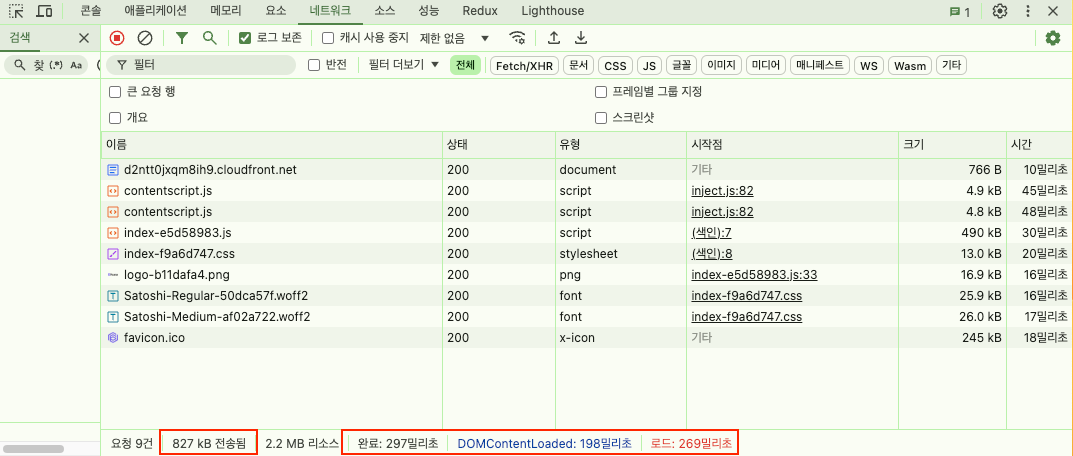 콘솔 애플리케이션 메모리 요소 네트워크 소스 성능 Redux Lighthouse 1
검색 로그 보존 캐시 사용 중지 제한 없음
(.*) Aa 필터 반전 필터 더보기 전체 Fetch/XHR 문서 CSS JS 글꼴 이미지 미디어 매니페스트 WS Wasm 기타
큰 요청 행 프레임별 그룹 지정
개요 스크린샷
이름 상태 유형 시작점 크기 시간
d2ntt0jxqm8ih9.cloudfront.net 200 document 기타 766 B 10밀리초
contentscript.js 200 script inject.js:82 4.9 kB 45밀리초
contentscript.js 200 script inject.js:82 4.8 kB 48밀리초
index-e5d58983.js 200 script (색인):7 490 kB 30밀리초
index-f9a6d747.css 200 stylesheet (색인):8 13.0 kB 20밀리초
logo-b11dafa4.png 200 png index-e5d58983.js:33 16.9 kB 16밀리초
Satoshi-Regular-50dca57f.woff2 200 font index-f9a6d747.css 25.9 kB 16밀리초
Satoshi-Medium-af02a722.woff2 200 font index-f9a6d747.css 26.0 kB 17밀리초
favicon.ico 200 x-icon 기타 245 kB 18밀리초
요청 9건 827 kB 전송됨 2.2 MB 리소스 완료: 297밀리초 DOMContentLoaded: 198밀리초 로드: 269밀리초